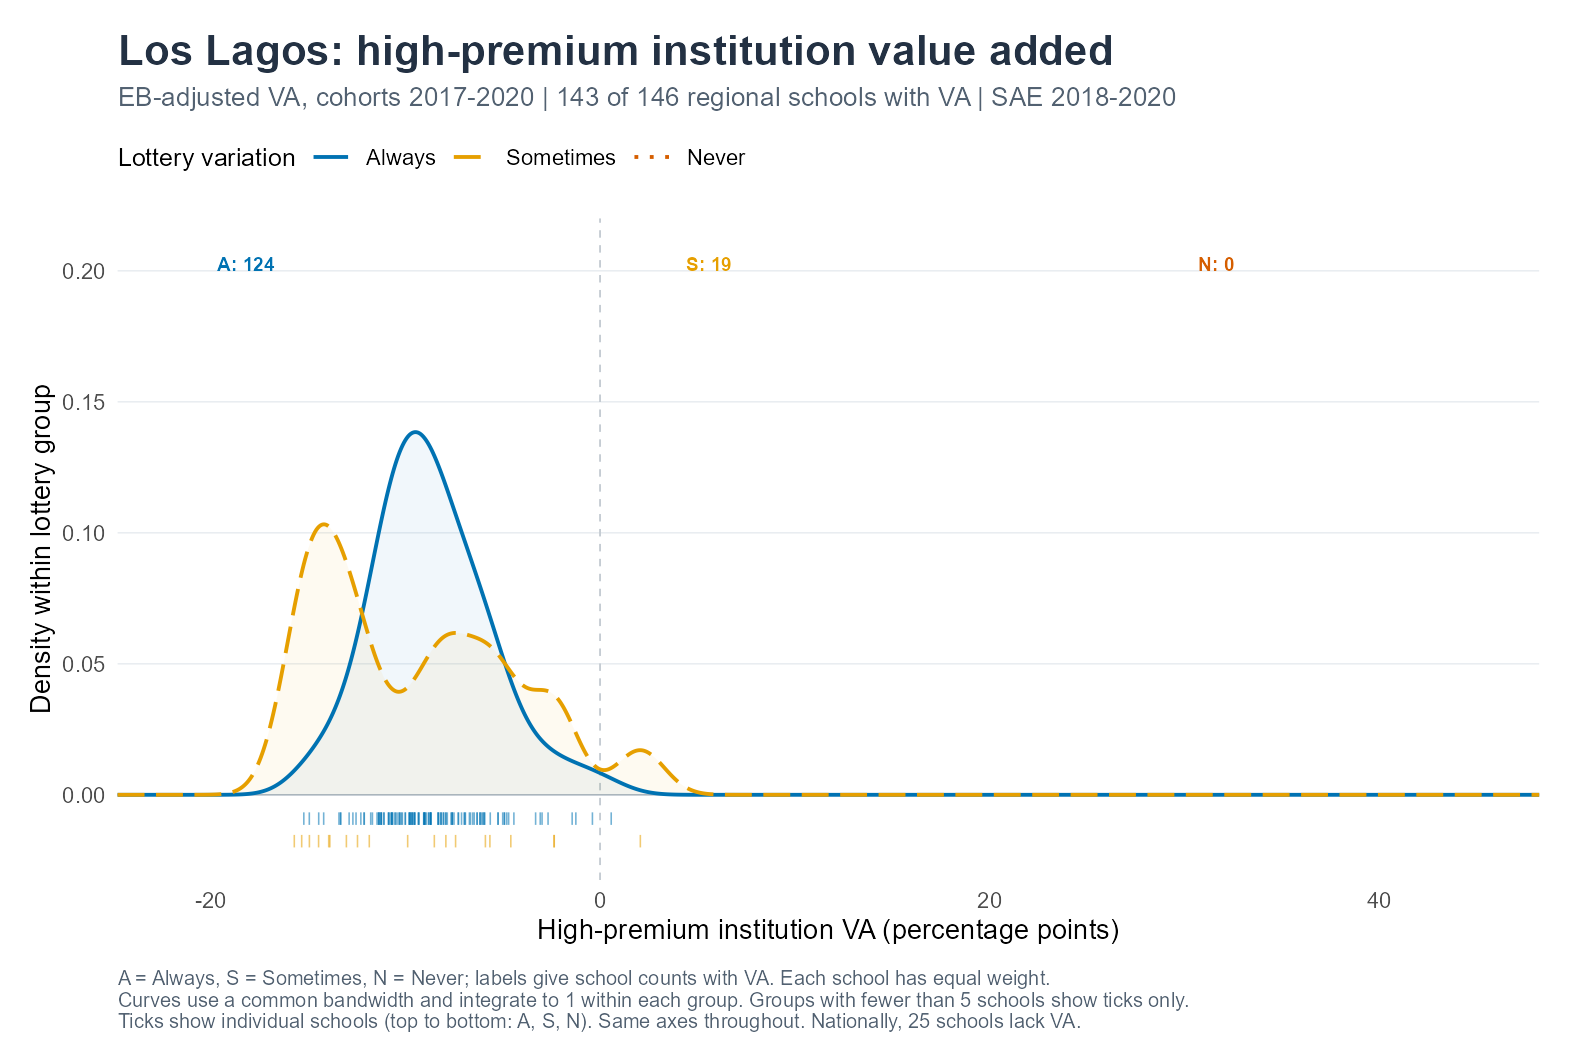 Los Lagos: high-premium institution value added
EB-adjusted VA, cohorts 2017-2020 | 143 of 146 regional schools with VA | SAE 2018-2020
Lottery variation Always Sometimes Never
A: 124 S: 19 N: 0
0.20
0.15
0.10
0.05
0.00
Density within lottery group
-20 0 20 40
High-premium institution VA (percentage points)
A = Always, S = Sometimes, N = Never; labels give school counts with VA. Each school has equal weight.
Curves use a common bandwidth and integrate to 1 within each group. Groups with fewer than 5 schools show ticks only.
Ticks show individual schools (top to bottom: A, S, N). Same axes throughout. Nationally, 25 schools lack VA.